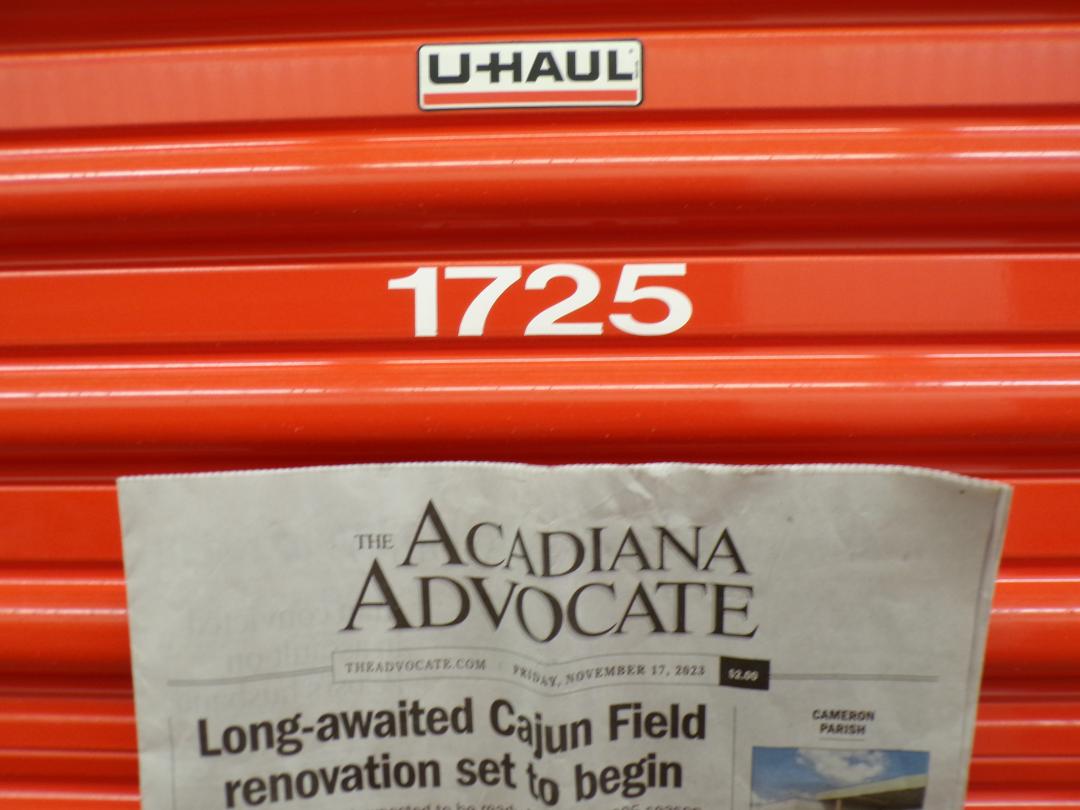 U-HAUL
1725
THE ACADIANA
ADVOCATE
THEADVOCATE.COM | FRIDAY, NOVEMBER 17, 2023 $2.00
Long-awaited Cajun Field
renovation set to begin
CAMERON
PARISH